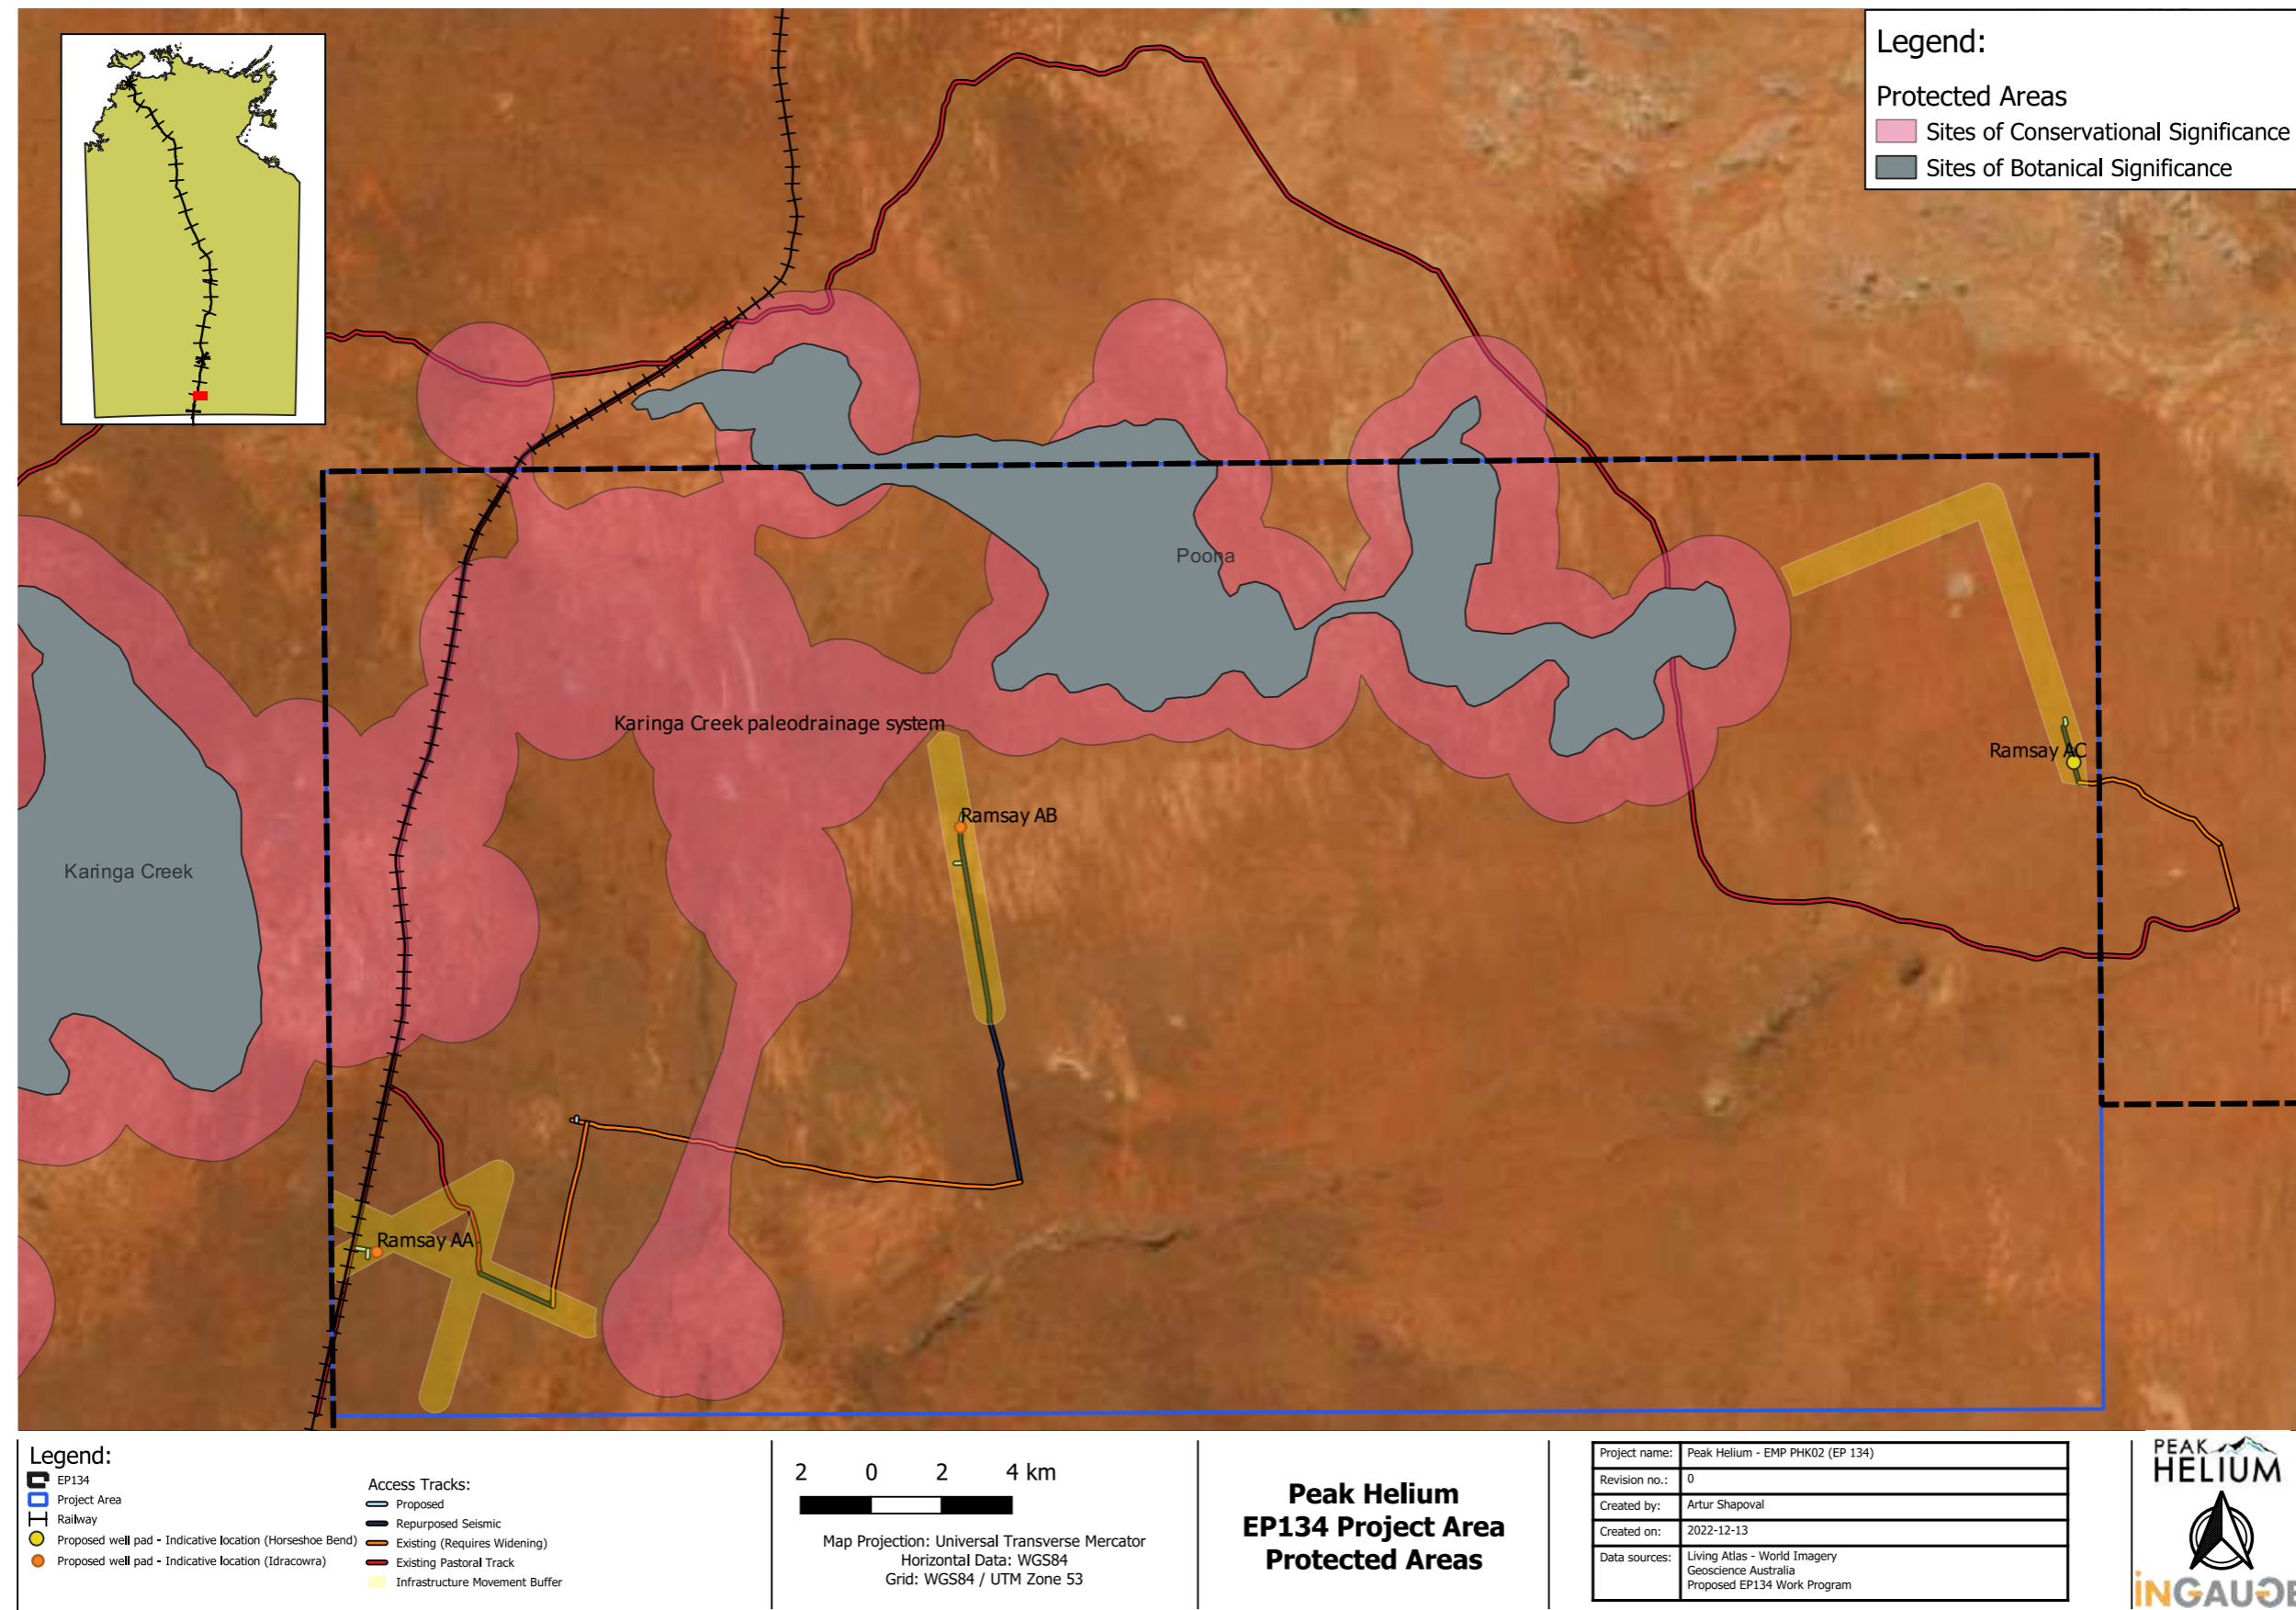 Legend:
Protected Areas
Sites of Conservational Significance
Sites of Botanical Significance
Poona
Karinga Creek paleodrainage system
Ramsay AC
Ramsay AB
Karinga Creek
Ramsay AA
Legend:
EP134
Project Area
Railway
Proposed well pad - Indicative location (Horseshoe Bend)
Proposed well pad - Indicative location (Idracowra)
Access Tracks:
Proposed
Repurposed Seismic
Existing (Requires Widening)
Existing Pastoral Track
Infrastructure Movement Buffer
2 0 2 4 km
Map Projection: Universal Transverse Mercator
Horizontal Data: WGS84
Grid: WGS84 / UTM Zone 53
Peak Helium
EP134 Project Area
Protected Areas
Project name: Peak Helium - EMP PHK02 (EP 134)
Revision no.: 0
Created by: Artur Shapoval
Created on: 2022-12-13
Data sources: Living Atlas - World Imagery
Geoscience Australia
Proposed EP134 Work Program
PEAK
HELIUM
INGAUGE